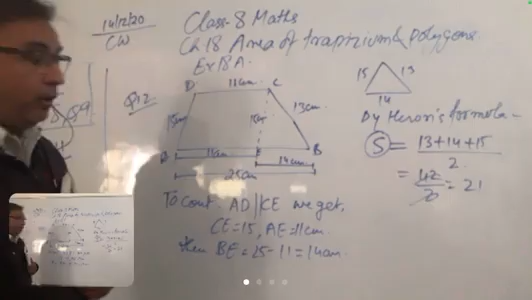 14/12/20
CW
Class-8 Maths
Ch 18 Area of trapezium & polygons
Ex 18A.
Q12
D 11cm C
15cm 15cm 13cm
A 11cm E 14cm B
25cm
To const. AD||CE we get,
CE=15, AE=11cm.
then BE=25-11=14cm.
15 13
14
By Heron's formula-
S = 13+14+15
2
= 42
2 = 21